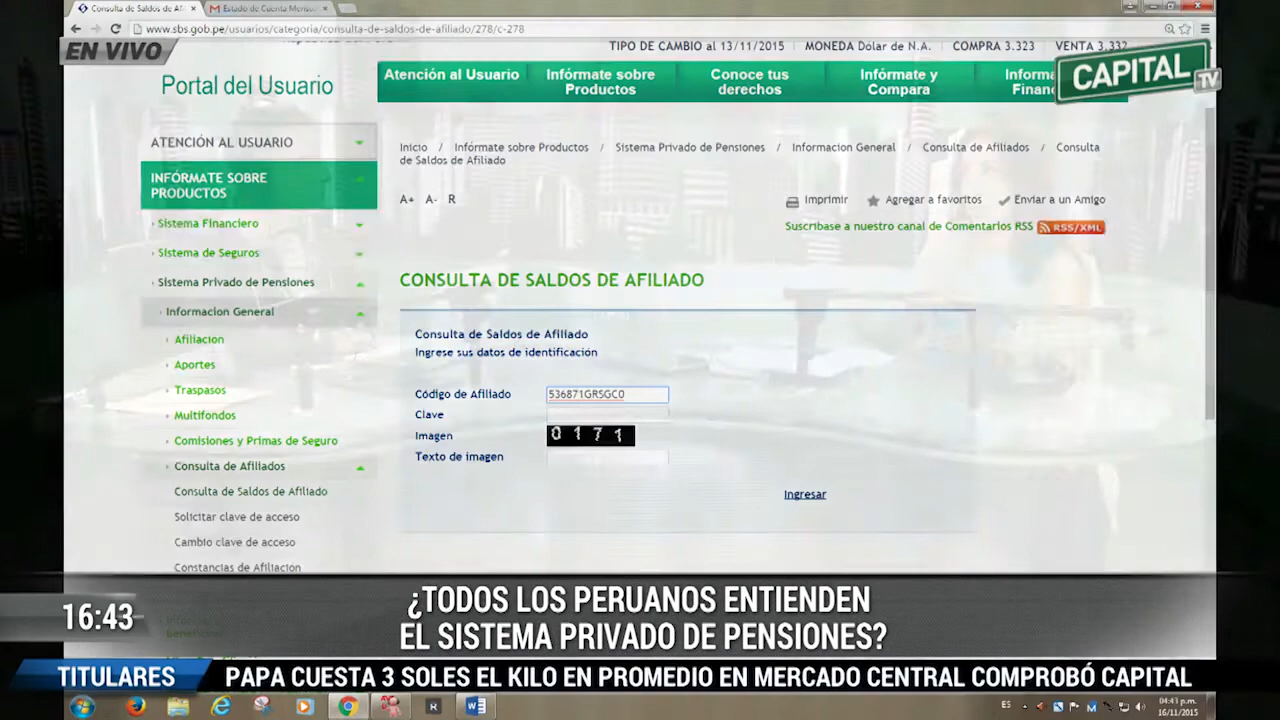 Consulta de Saldos de Af
Estado de Cuenta Mensu
www.sbs.gob.pe/usuarios/categoria/consulta-de-saldos-de-afiliado/278/c-278
EN VIVO
TIPO DE CAMBIO al 13/11/2015 MONEDA Dólar de N.A. COMPRA 3.323 VENTA 3.332
CAPITAL TV
Portal del Usuario
Atención al Usuario
Infórmate sobre Productos
Conoce tus derechos
Infórmate y Compara
Informa
Finan
ATENCIÓN AL USUARIO
INFÓRMATE SOBRE
PRODUCTOS
Sistema Financiero
Sistema de Seguros
Sistema Privado de Pensiones
Informacion General
Afiliacion
Aportes
Traspasos
Multifondos
Comisiones y Primas de Seguro
Consulta de Afiliados
Consulta de Saldos de Afiliado
Solicitar clave de acceso
Cambio clave de acceso
Constancias de Afiliacion
Inicio / Infórmate sobre Productos / Sistema Privado de Pensiones / Informacion General / Consulta de Afiliados / Consulta
de Saldos de Afiliado
A+ A- R
Imprimir Agregar a favoritos Enviar a un Amigo
Suscribase a nuestro canal de Comentarios RSS RSS/XML
CONSULTA DE SALDOS DE AFILIADO
Consulta de Saldos de Afiliado
Ingrese sus datos de identificación
Código de Afiliado 536871GRSGC0
Clave
Imagen 0171
Texto de imagen
Ingresar
16:43
¿TODOS LOS PERUANOS ENTIENDEN
EL SISTEMA PRIVADO DE PENSIONES?
TITULARES
PAPA CUESTA 3 SOLES EL KILO EN PROMEDIO EN MERCADO CENTRAL COMPROBÓ CAPITAL
ES
04:43 p.m.
16/11/2015